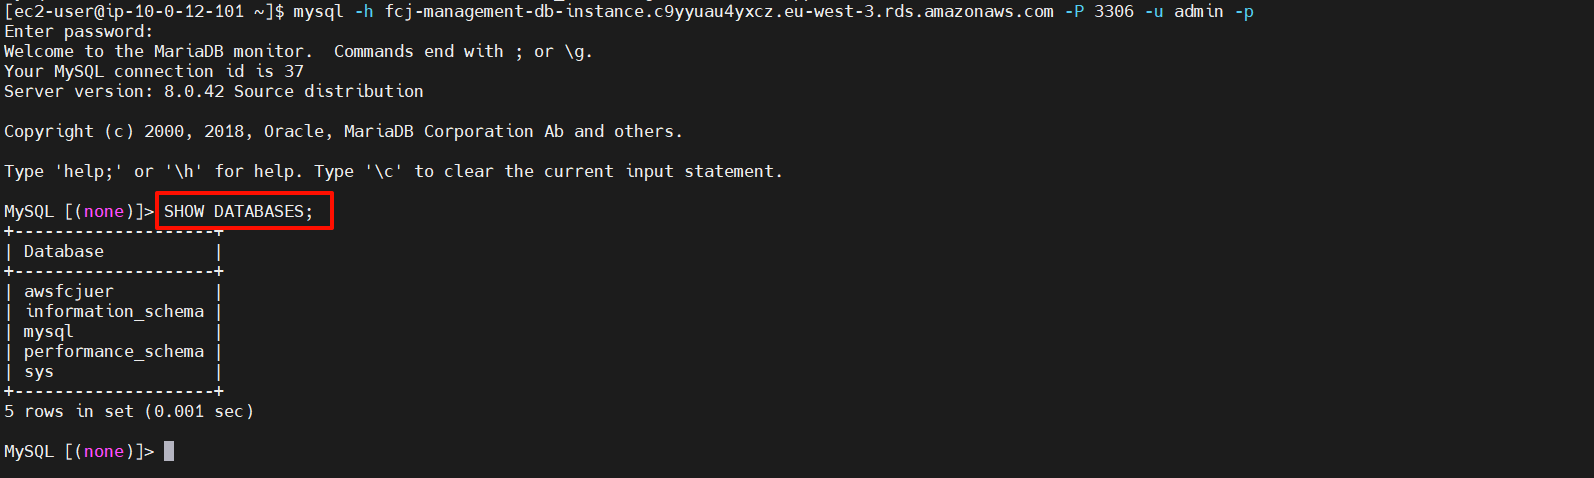 [ec2-user@ip-10-0-12-101 ~]$ mysql -h fcj-management-db-instance.c9yyuau4yxcz.eu-west-3.rds.amazonaws.com -P 3306 -u admin -p
Enter password:
Welcome to the MariaDB monitor.  Commands end with ; or \g.
Your MySQL connection id is 37
Server version: 8.0.42 Source distribution

Copyright (c) 2000, 2018, Oracle, MariaDB Corporation Ab and others.

Type 'help;' or '\h' for help. Type '\c' to clear the current input statement.

MySQL [(none)]> SHOW DATABASES;
+--------------------+
| Database           |
+--------------------+
| awsfcjuer          |
| information_schema |
| mysql              |
| performance_schema |
| sys                |
+--------------------+
5 rows in set (0.001 sec)

MySQL [(none)]>